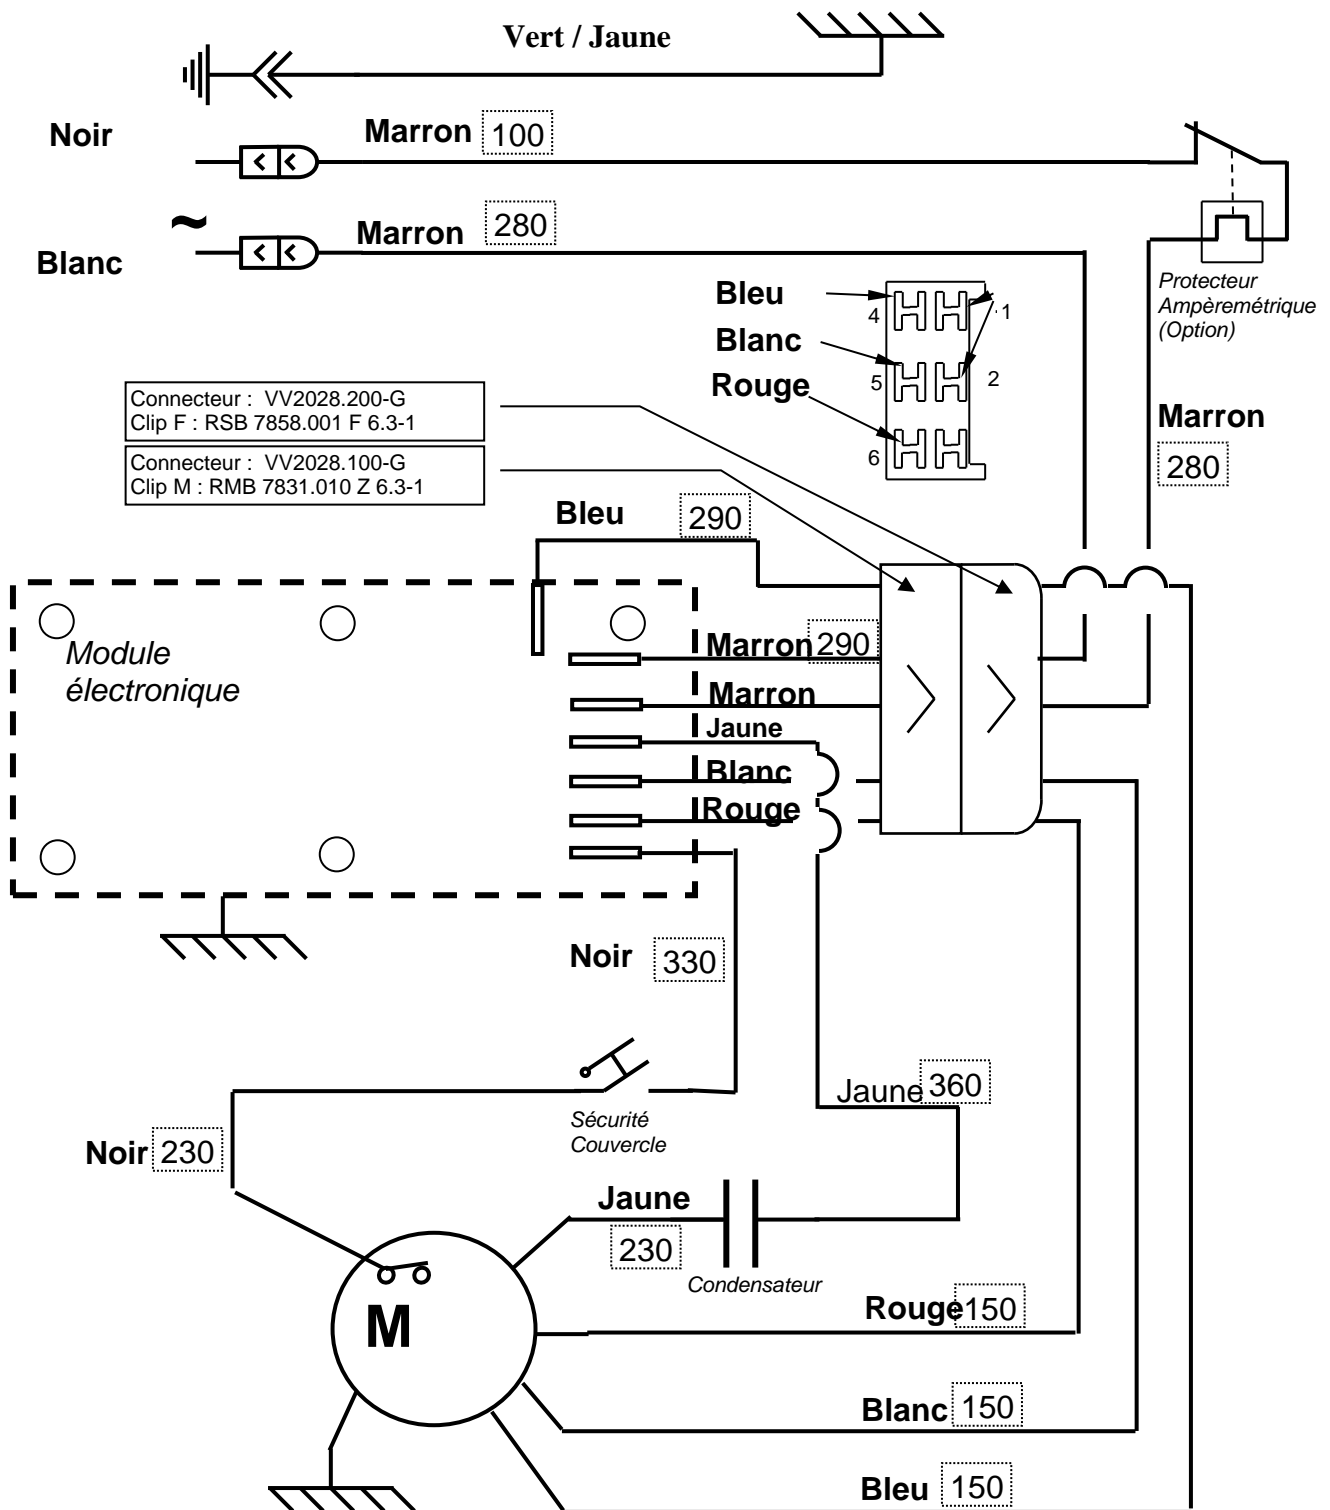 Vert / Jaune
Noir
Marron 100
~
Blanc
Marron 280
Protecteur
Ampèremétrique
(Option)
Bleu
4
1
Blanc
5
2
Rouge
6
Connecteur : VV2028.200-G
Clip F : RSB 7858.001 F 6.3-1
Connecteur : VV2028.100-G
Clip M : RMB 7831.010 Z 6.3-1
Marron
280
Bleu 290
Module
électronique
Marron 290
Marron
Jaune
Blanc
Rouge
Noir 330
Jaune 360
Sécurité
Couvercle
Noir 230
Jaune
230
Condensateur
M
Rouge 150
Blanc 150
Bleu 150